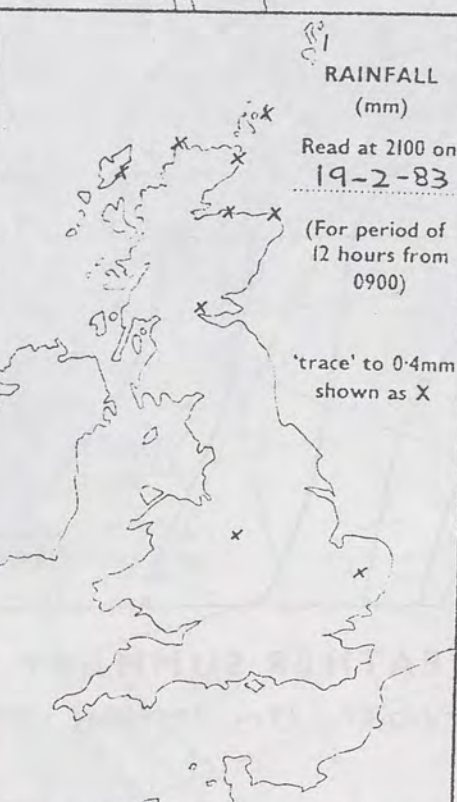 1
RAINFALL
(mm)
Read at 2100 on
19-2-83
(For period of
12 hours from
0900)
'trace' to 0·4mm
shown as X
X
X
X
X
X
X
O
X
O
X
X